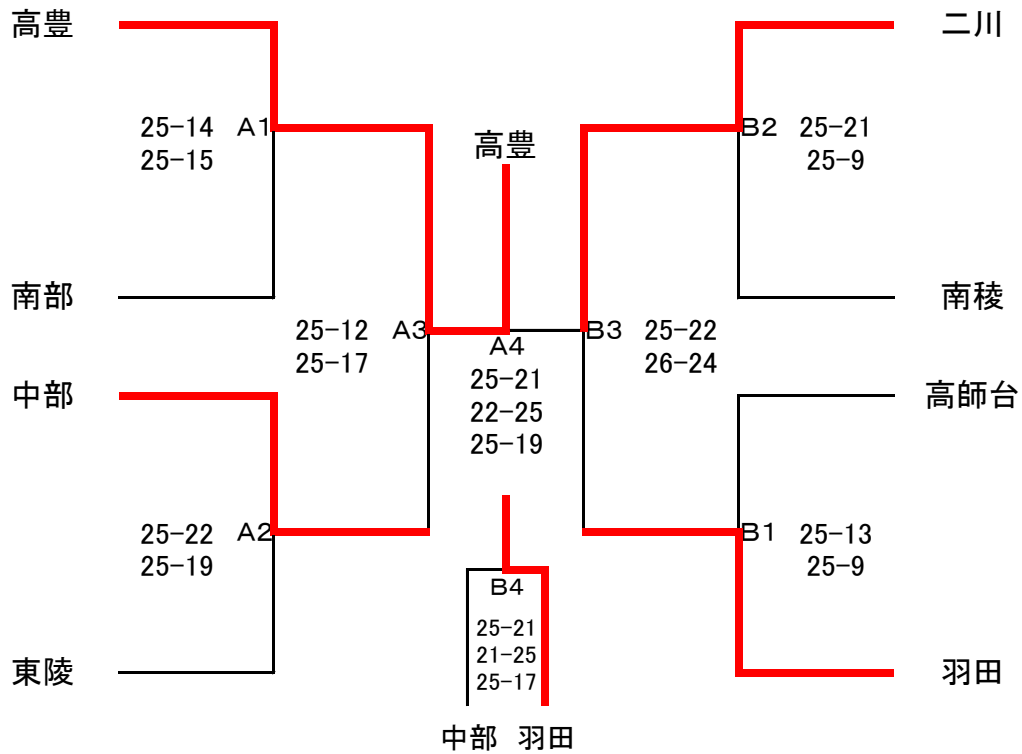 高豊
二川
25-14 A1
25-15
高豊
B2 25-21
25-9
南部
南稜
25-12 A3
25-17
A4
25-21
22-25
25-19
B3 25-22
26-24
中部
高師台
25-22 A2
25-19
B1 25-13
25-9
B4
25-21
21-25
25-17
東陵
羽田
中部 羽田